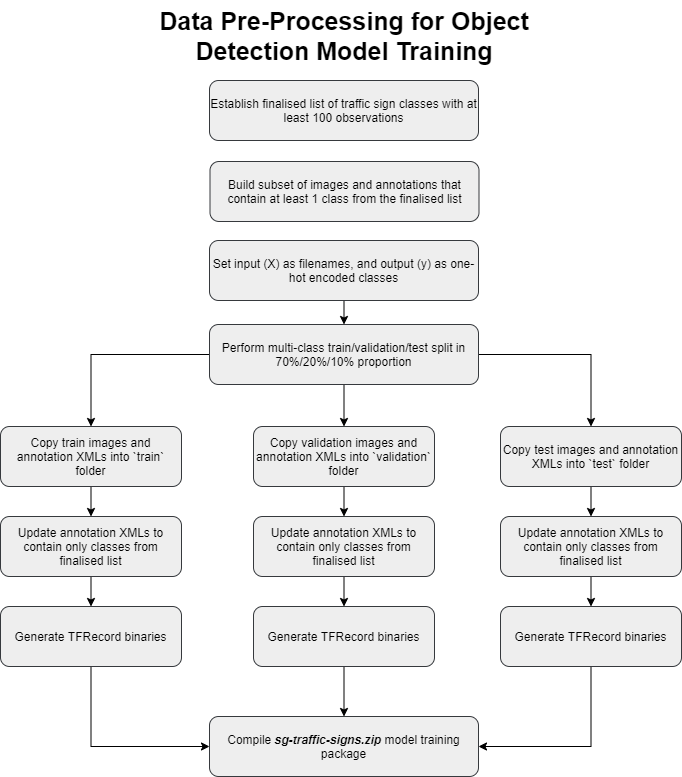 Data Pre-Processing for Object
Detection Model Training
Establish finalised list of traffic sign classes with at
least 100 observations
Build subset of images and annotations that
contain at least 1 class from the finalised list
Set input (X) as filenames, and output (y) as one-
hot encoded classes
Perform multi-class train/validation/test split in
70%/20%/10% proportion
Copy train images and
annotation XMLs into `train`
folder
Copy validation images and
annotation XMLs into `validation`
folder
Copy test images and annotation
XMLs into `test` folder
Update annotation XMLs to
contain only classes from
finalised list
Update annotation XMLs to
contain only classes from
finalised list
Update annotation XMLs to
contain only classes from
finalised list
Generate TFRecord binaries
Generate TFRecord binaries
Generate TFRecord binaries
Compile sg-traffic-signs.zip model training
package